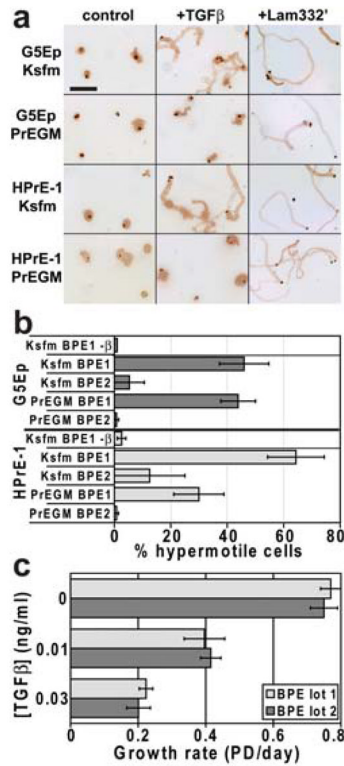 a
control +TGFβ +Lam332'
G5Ep
Ksfm
G5Ep
PrEGM
HPrE-1
Ksfm
HPrE-1
PrEGM
b
G5Ep
Ksfm BPE1 -β
Ksfm BPE1
Ksfm BPE2
PrEGM BPE1
PrEGM BPE2
HPrE-1
Ksfm BPE1 -β
Ksfm BPE1
Ksfm BPE2
PrEGM BPE1
PrEGM BPE2
0 20 40 60 80
% hypermotile cells
c
[TGFβ] (ng/ml)
0
0.01
0.03
BPE lot 1
BPE lot 2
0 0.2 0.4 0.6 0.8
Growth rate (PD/day)